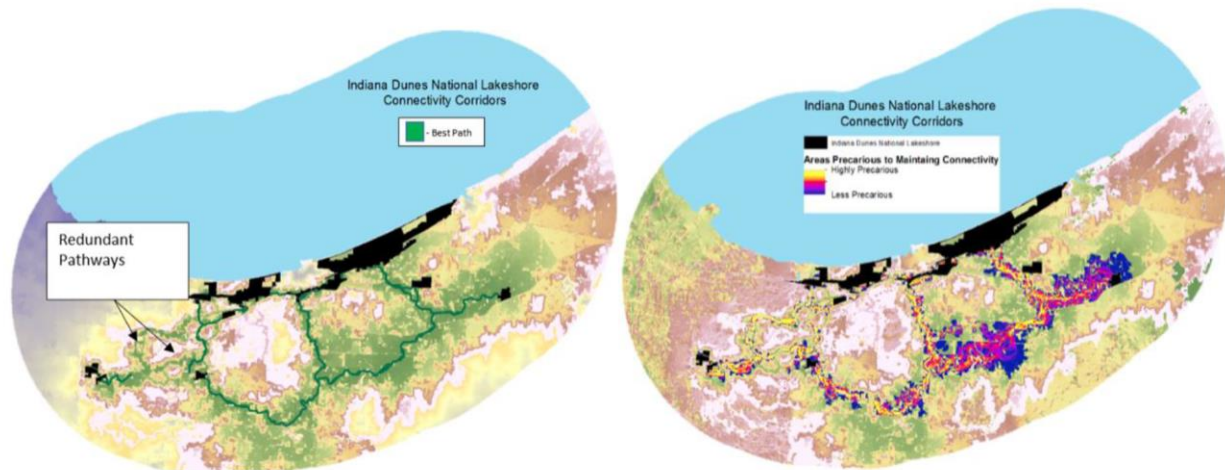 Indiana Dunes National Lakeshore
Connectivity Corridors
- Best Path
Redundant
Pathways
Indiana Dunes National Lakeshore
Connectivity Corridors
Indiana Dunes National Lakeshore
Areas Precarious to Maintaing Connectivity
Highly Precarious
Less Precarious